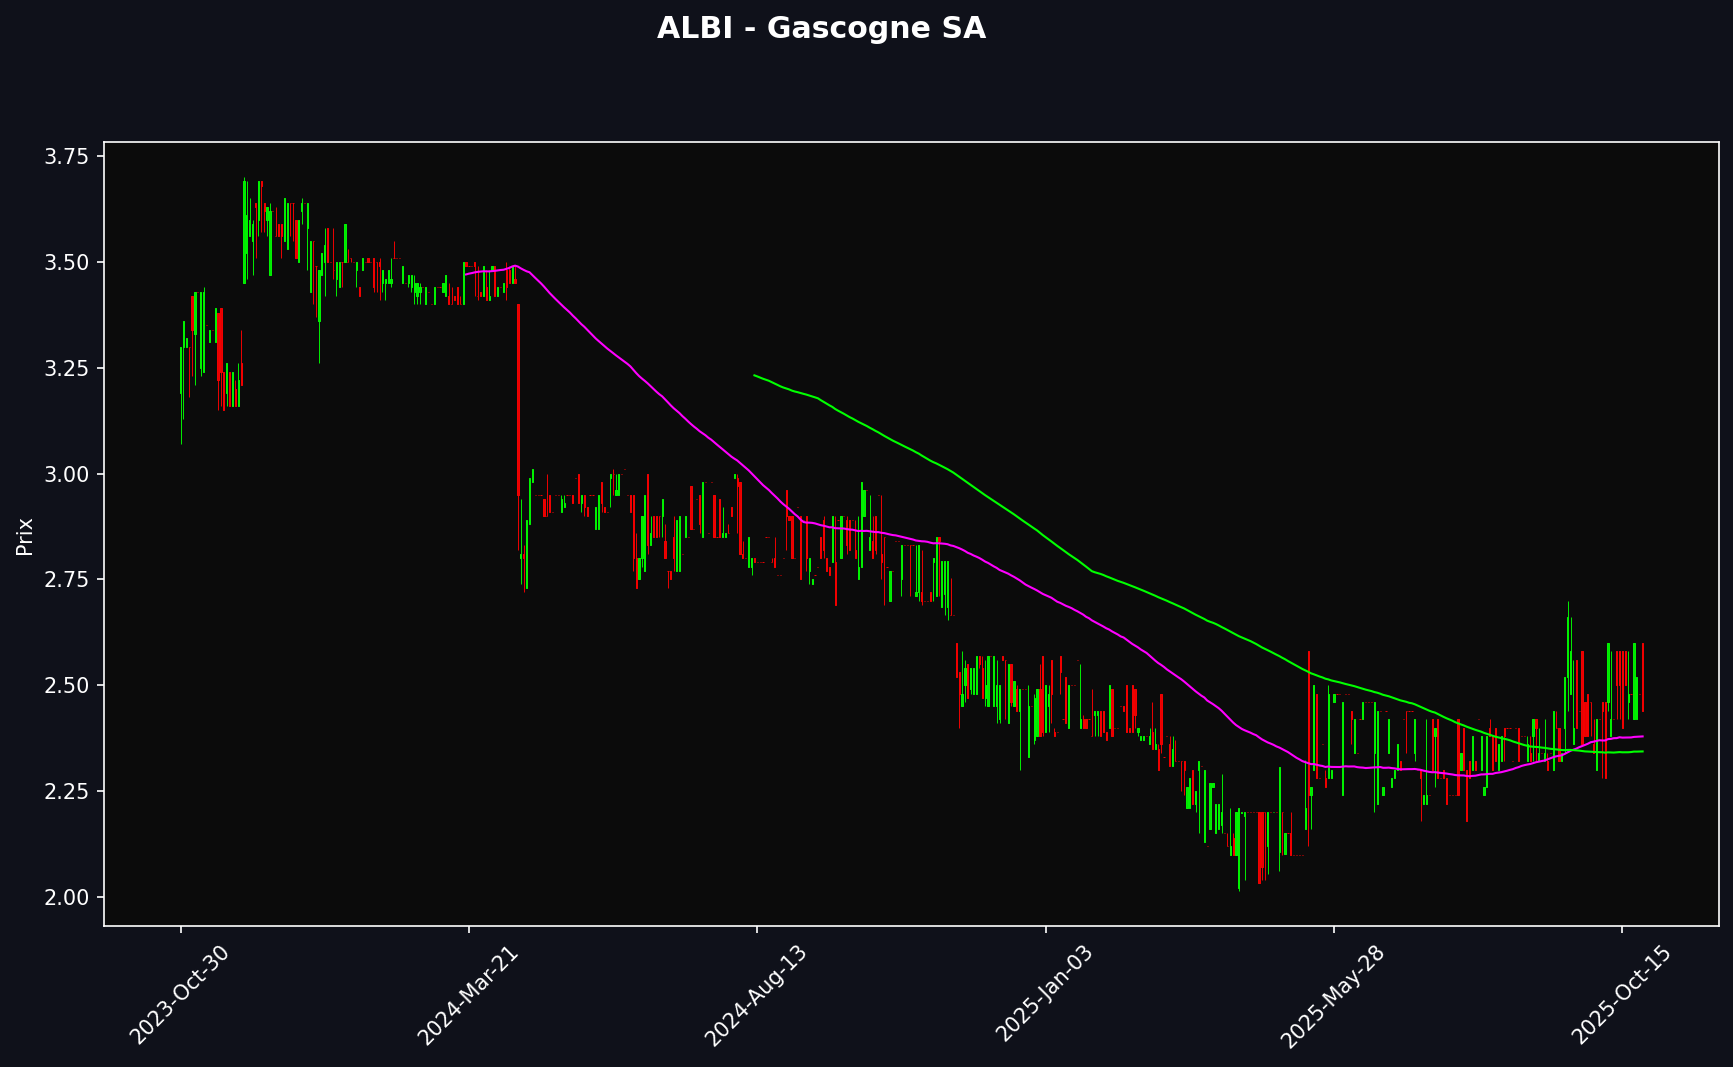 ALBI - Gascogne SA
Prix
3.75
3.50
3.25
3.00
2.75
2.50
2.25
2.00
2023-Oct-30
2024-Mar-21
2024-Aug-13
2025-Jan-03
2025-May-28
2025-Oct-15